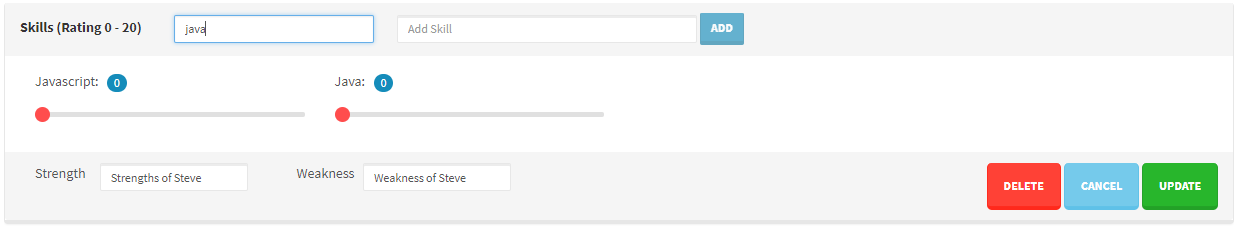 Skills (Rating 0 - 20) java Add Skill ADD
Javascript: 0 Java: 0
Strength Strengths of Steve Weakness Weakness of Steve DELETE CANCEL UPDATE